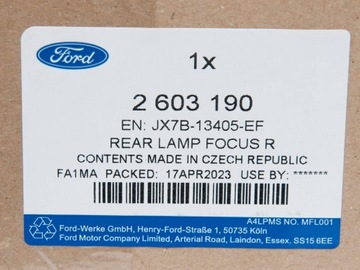 Ford
1x
2 603 190
EN: JX7B-13405-EF
REAR LAMP FOCUS R
CONTENTS MADE IN CZECH REPUBLIC
FA1MA PACKED: 17APR2023 USE BY: *******
A4LPMS NO. MFL001
Ford-Werke GmbH, Henry-Ford-Straße 1, 50735 Köln
Ford Motor Company Limited, Arterial Road, Laindon, Essex. SS15 6EE